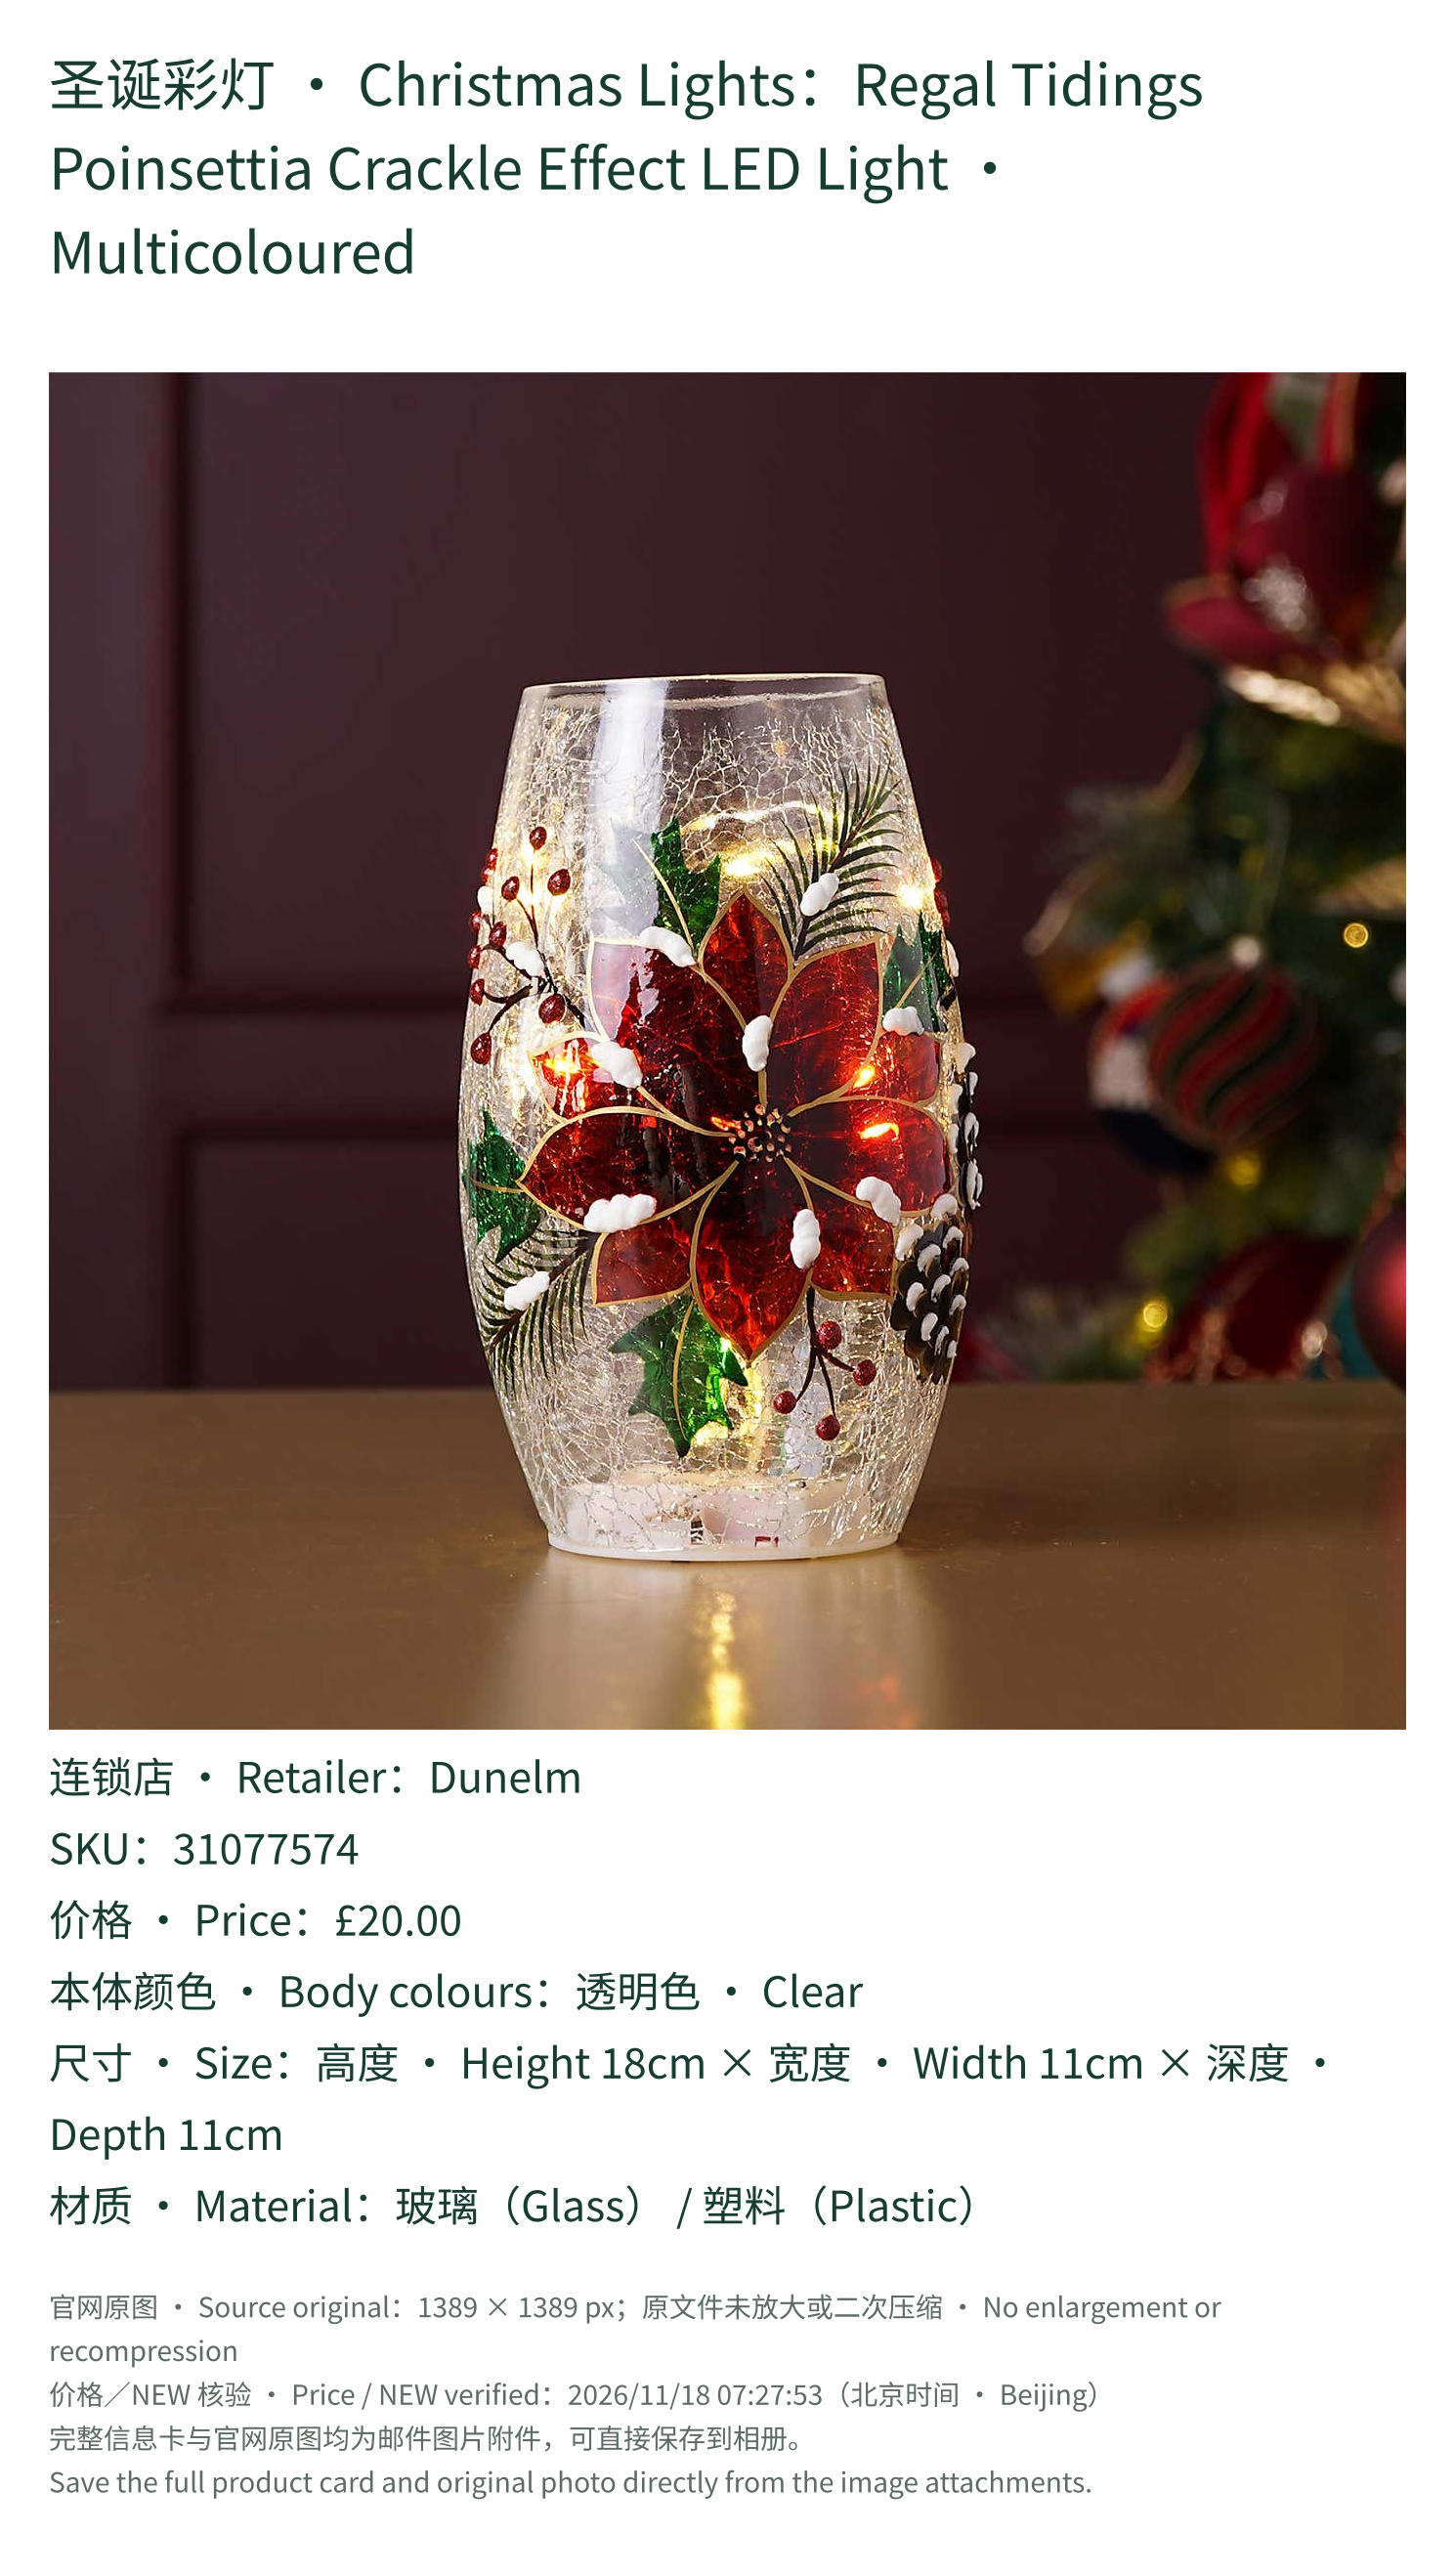 圣诞彩灯 · Christmas Lights：Regal Tidings
Poinsettia Crackle Effect LED Light ·
Multicoloured
连锁店 · Retailer：Dunelm
SKU：31077574
价格 · Price：£20.00
本体颜色 · Body colours：透明色 · Clear
尺寸 · Size：高度 · Height 18cm × 宽度 · Width 11cm × 深度 ·
Depth 11cm
材质 · Material：玻璃（Glass） / 塑料（Plastic）
官网原图 · Source original：1389 × 1389 px；原文件未放大或二次压缩 · No enlargement or
recompression
价格／NEW 核验 · Price / NEW verified：2026/11/18 07:27:53（北京时间 · Beijing）
完整信息卡与官网原图均为邮件图片附件，可直接保存到相册。
Save the full product card and original photo directly from the image attachments.